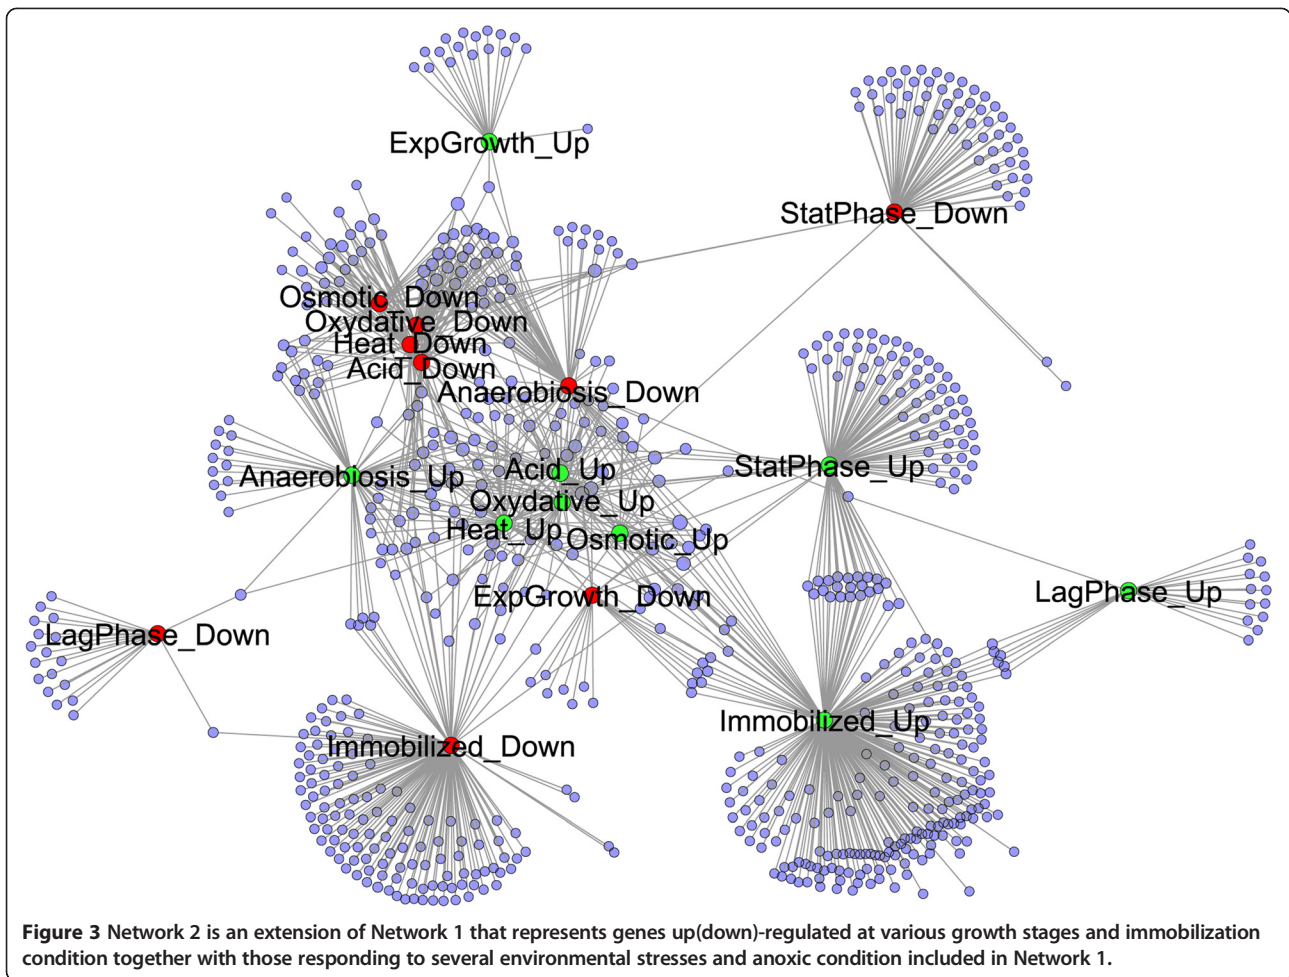 ExpGrowth_Up
StatPhase_Down
Osmotic_Down
Oxydative_Down
Heat_Down
Acid_Down
Anaerobiosis_Down
Anaerobiosis_Up
Acid_Up
StatPhase_Up
Oxydative_Up
Heat_Up
Osmotic_Up
ExpGrowth_Down
LagPhase_Up
LagPhase_Down
Immobilized_Up
Immobilized_Down
Figure 3 Network 2 is an extension of Network 1 that represents genes up(down)-regulated at various growth stages and immobilization
condition together with those responding to several environmental stresses and anoxic condition included in Network 1.